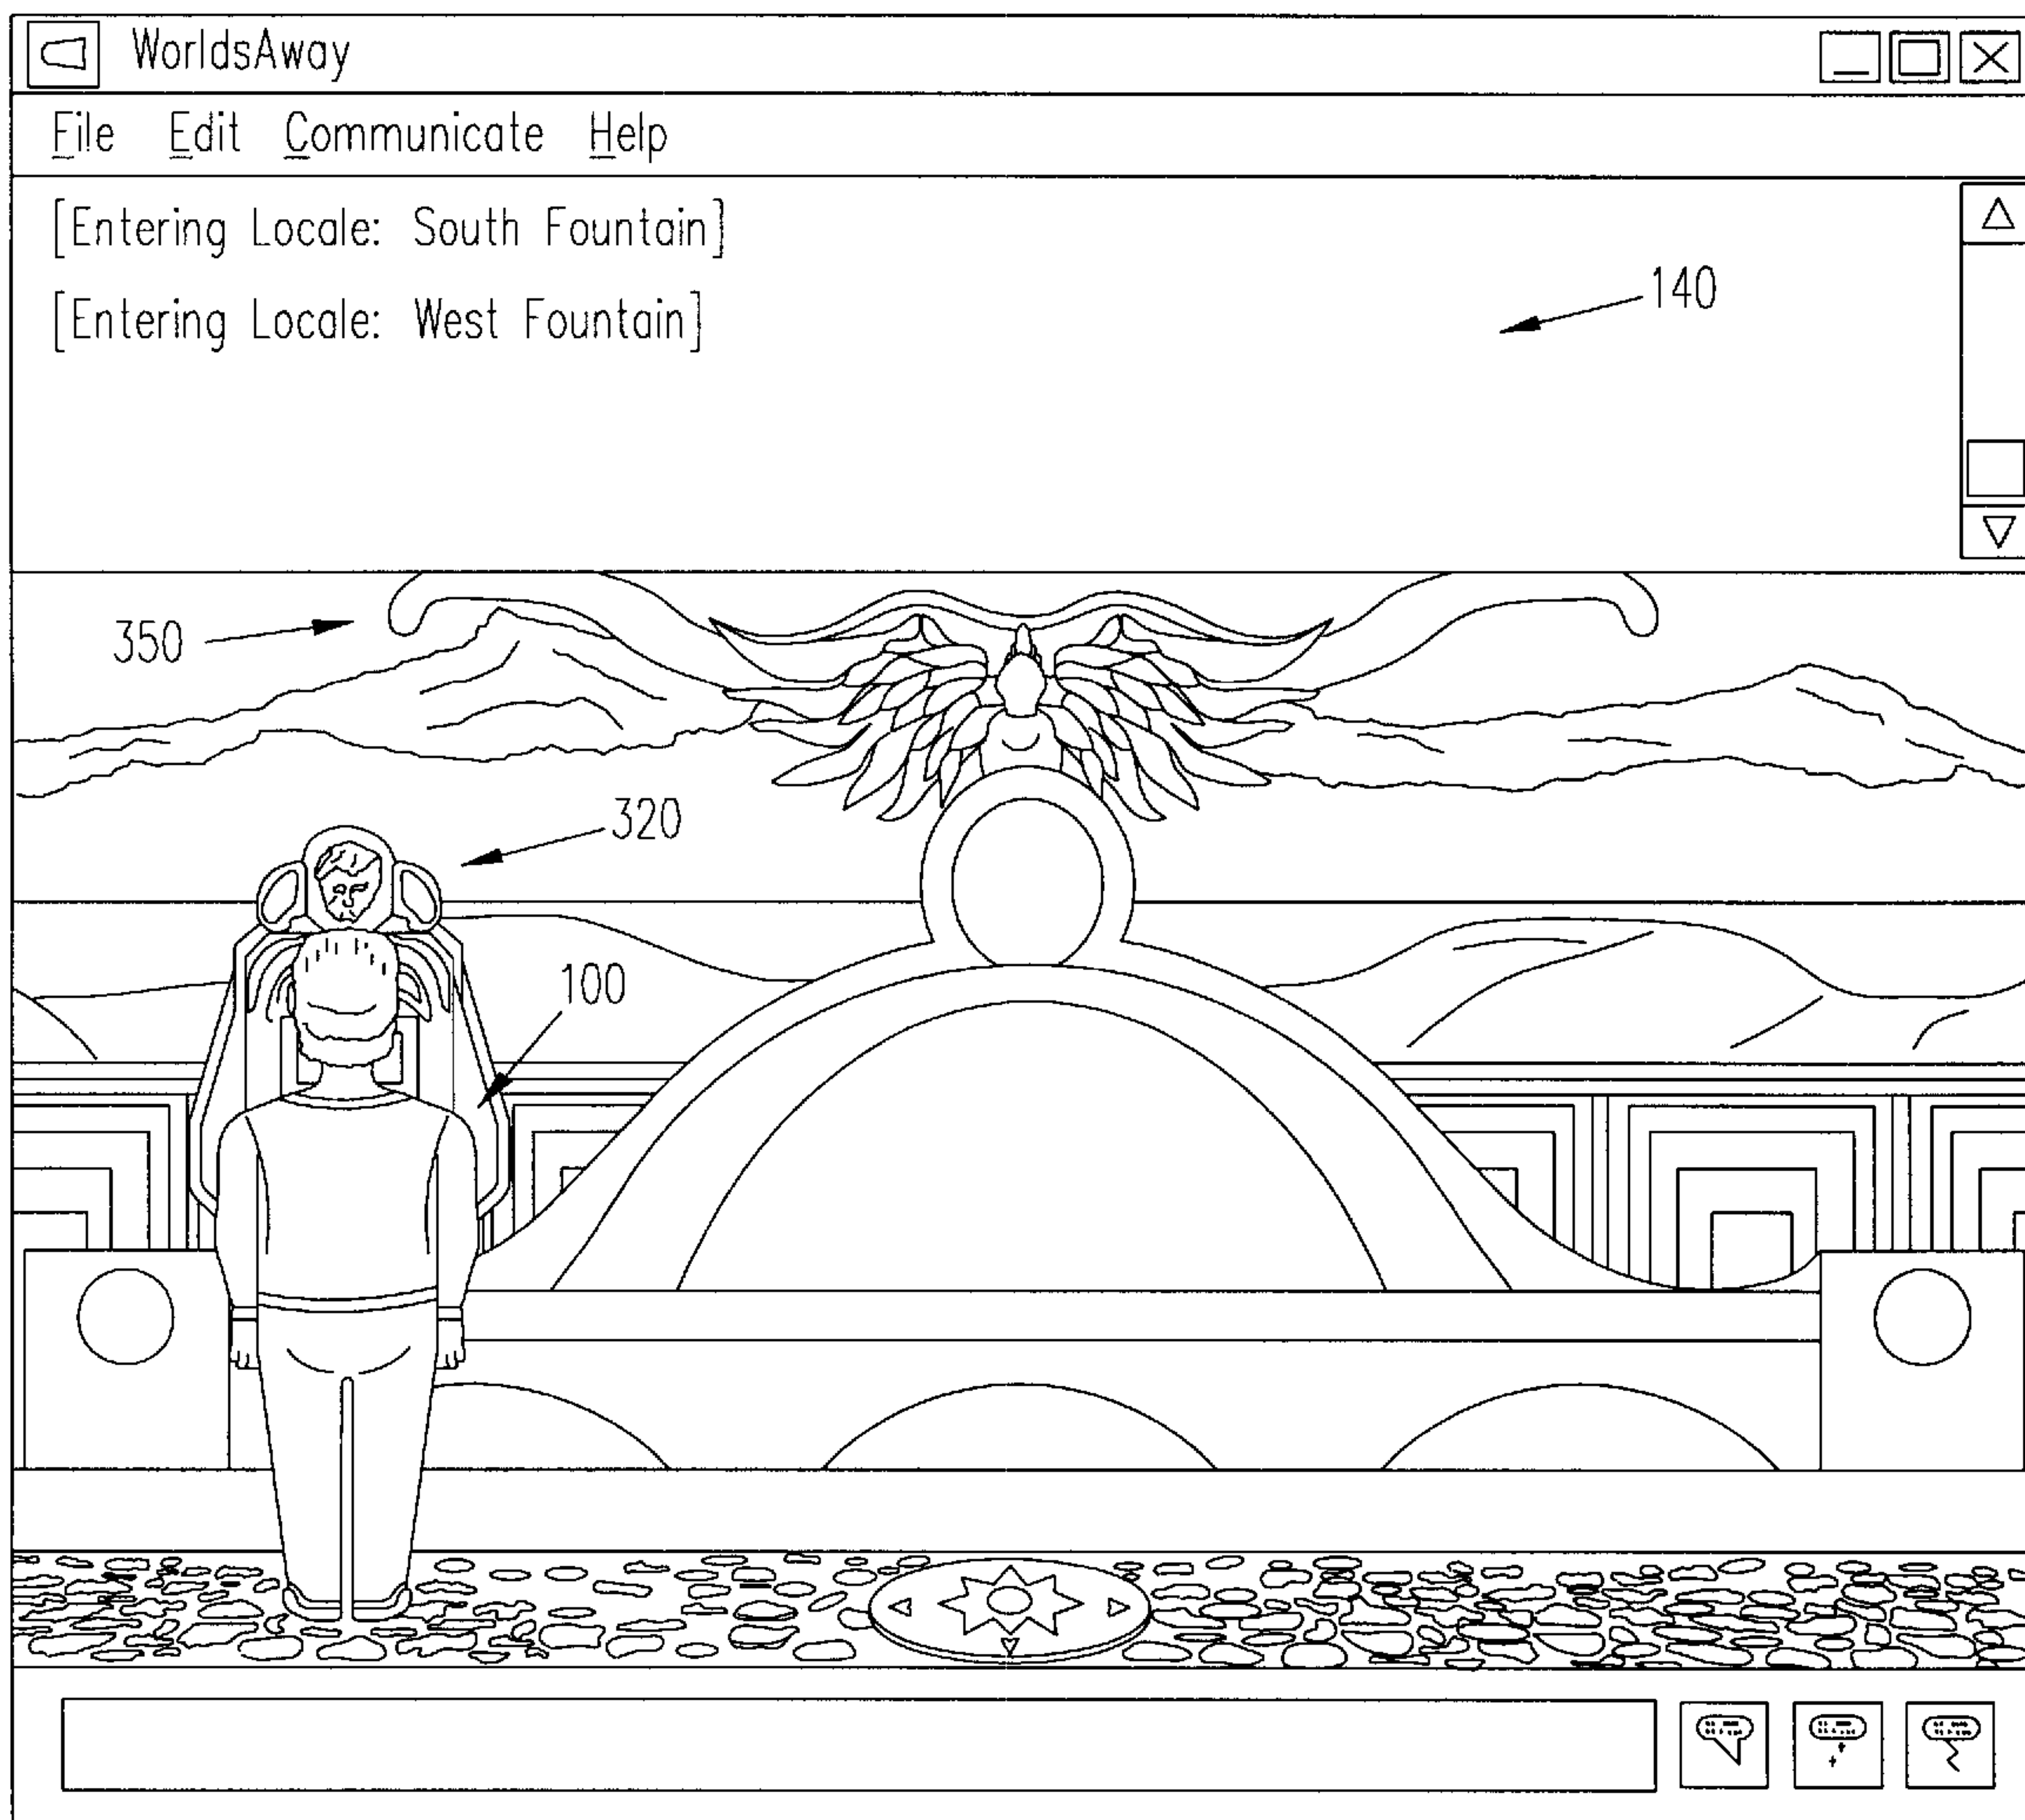 WorldsAway
File Edit Communicate Help
[Entering Locale: South Fountain]
140
[Entering Locale: West Fountain]
350
320
100